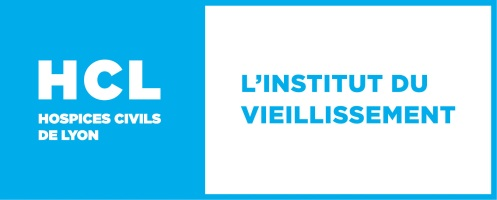 HCL
HOSPICES CIVILS
DE LYON
L'INSTITUT DU
VIEILLISSEMENT